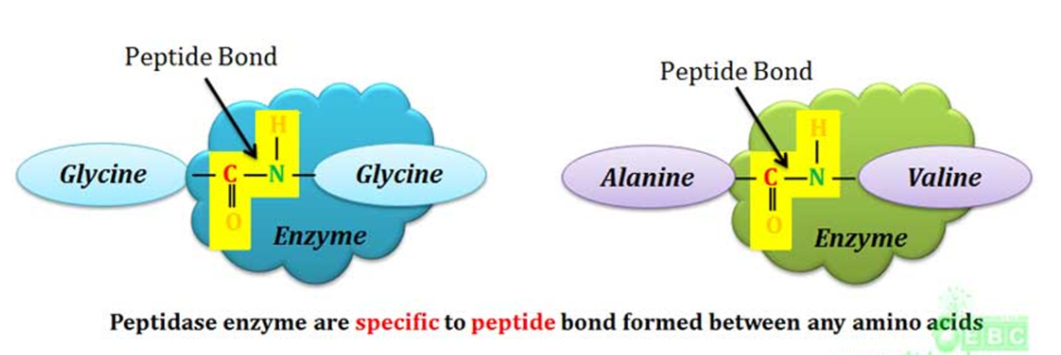 Peptide Bond
H
Glycine
C
N
Glycine
O
Enzyme
Peptide Bond
H
Alanine
C
N
Valine
O
Enzyme
Peptidase enzyme are specific to peptide bond formed between any amino acids
EBC